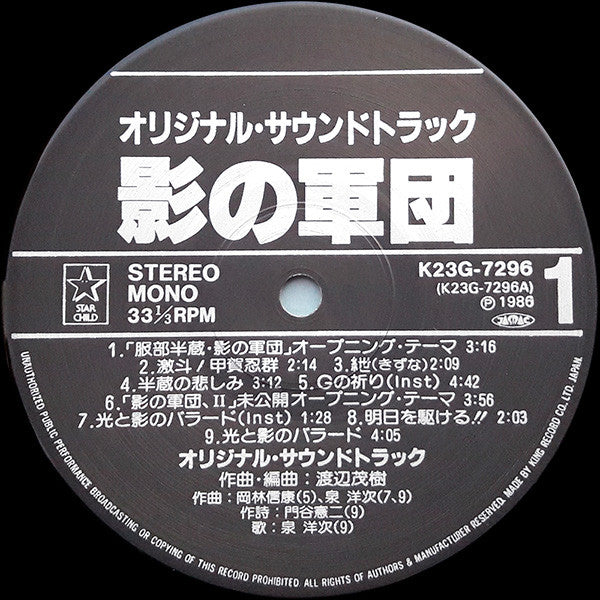 オリジナル・サウンドトラック
影の軍団
STAR
CHILD
STEREO
MONO
33⅓RPM
K23G-7296
(K23G-7296A)
Ⓟ 1986
1
JASRAC
1.「服部半蔵・影の軍団」オープニング・テーマ 3:16
2.激斗!甲賀忍群 2:14 3.紲(きずな)2:09
4.半蔵の悲しみ 3:12 5.Gの祈り(Inst) 4:42
6.「影の軍団、II」未公開オープニング・テーマ 3:56
7.光と影のバラード(Inst) 1:28 8.明日を駆ける!! 2:03
9.光と影のバラード 4:05
オリジナル・サウンドトラック
作曲・編曲:渡辺茂樹
作曲:岡林信康(5)、泉 洋次(7、9)
作詩:門谷憲二(9)
歌:泉 洋次(9)
UNAUTHORIZED PUBLIC PERFORMANCE BROADCASTING OR COPYING OF THIS RECORD PROHIBITED ALL RIGHTS OF AUTHORS & MANUFACTURER RESERVED. MADE BY KING RECORD CO., LTD. JAPAN.